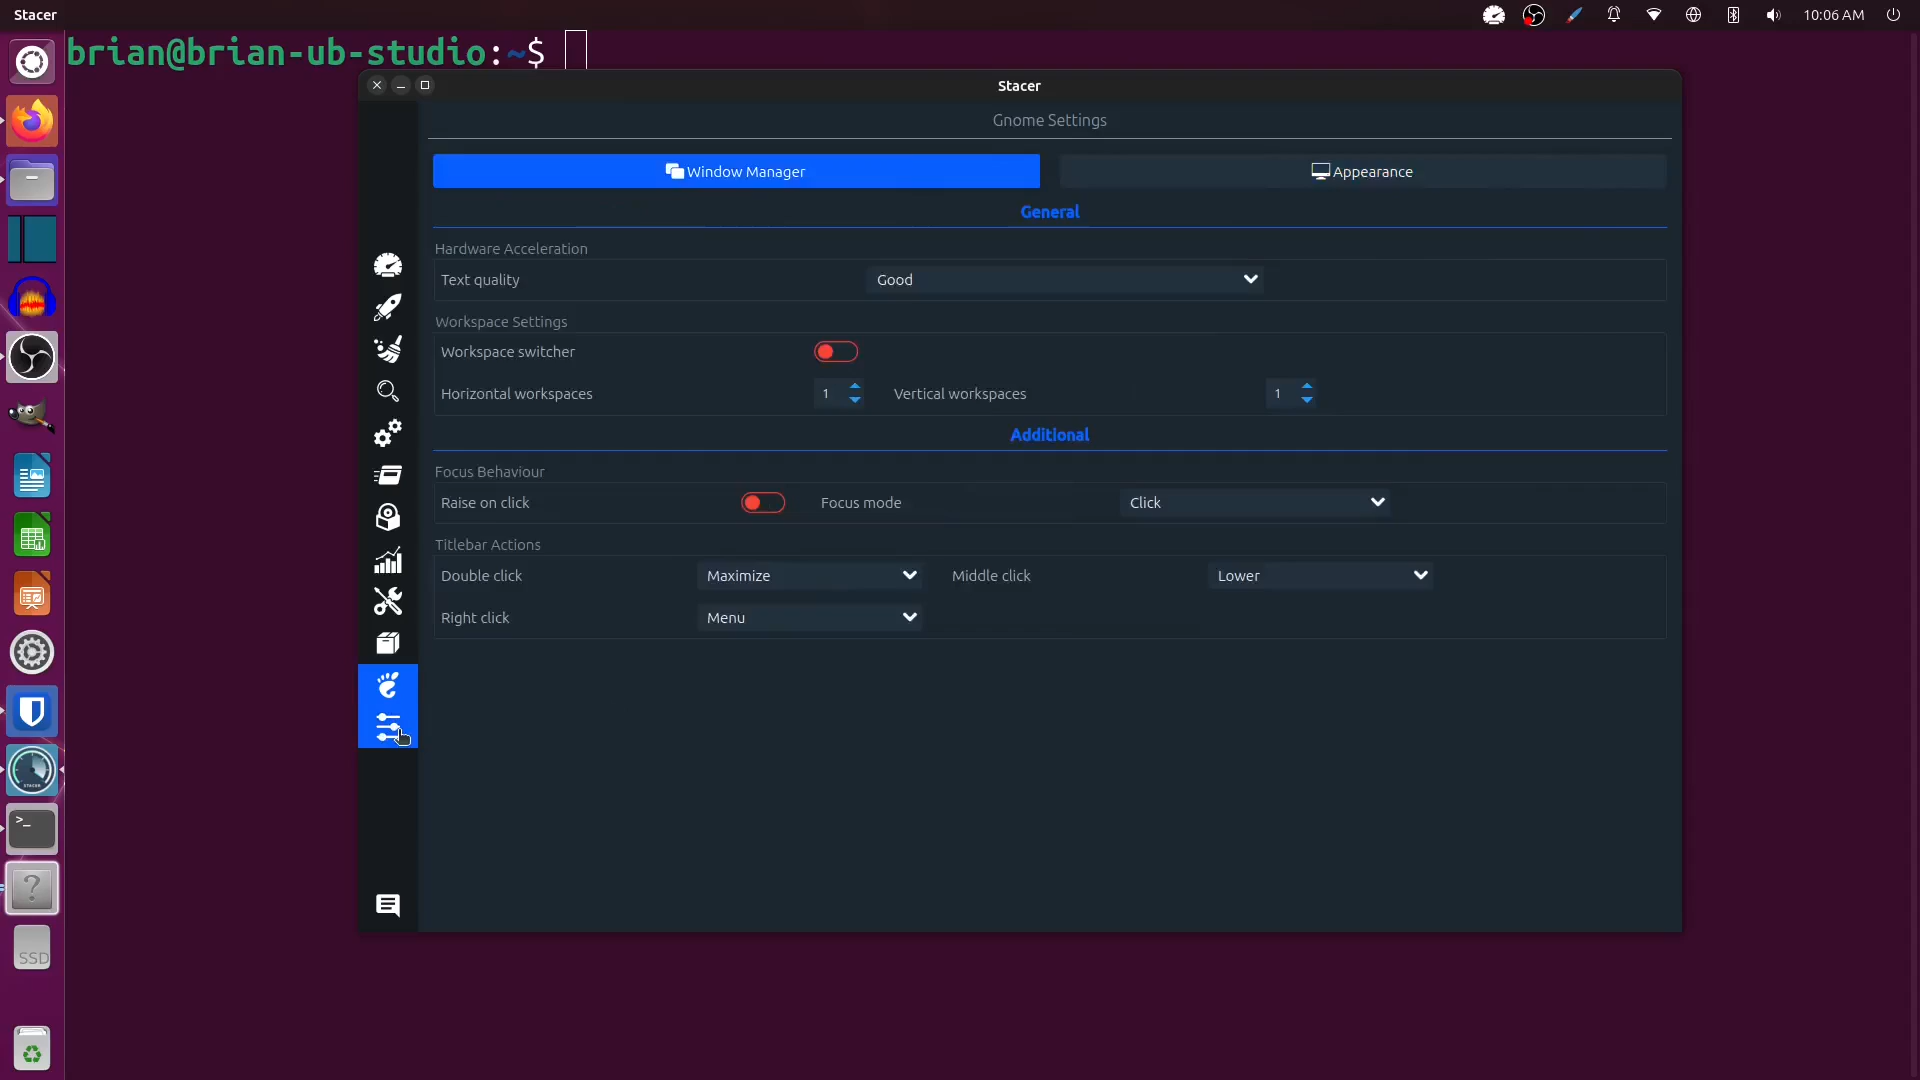 Stacer
10:06 AM
brian@brian-ub-studio:~$
Stacer
Gnome Settings
Window Manager
Appearance
General
Hardware Acceleration
Text quality
Good
Workspace Settings
Workspace switcher
Horizontal workspaces
1
Vertical workspaces
1
Additional
Focus Behaviour
Raise on click
Focus mode
Click
Titlebar Actions
Double click
Maximize
Middle click
Lower
Right click
Menu
STACER
>_
?
SSD